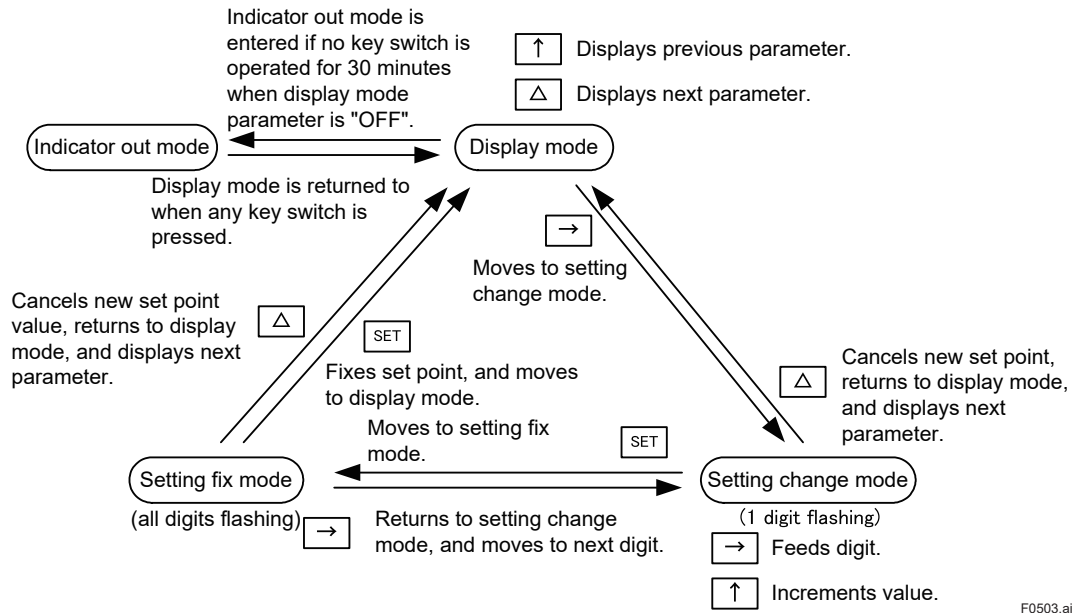 Indicator out mode is
entered if no key switch is
operated for 30 minutes
when display mode
parameter is "OFF".
↑ Displays previous parameter.
△ Displays next parameter.
Indicator out mode
Display mode
Display mode is returned to
when any key switch is
pressed.
→
Moves to setting
change mode.
Cancels new set point
value, returns to display
mode, and displays next
parameter.
△
SET
Fixes set point, and moves
to display mode.
△
Cancels new set point,
returns to display mode,
and displays next
parameter.
Moves to setting fix
mode.
SET
Setting fix mode
(all digits flashing)
Setting change mode
(1 digit flashing)
→
Returns to setting change
mode, and moves to next digit.
→ Feeds digit.
↑ Increments value.
F0503.ai